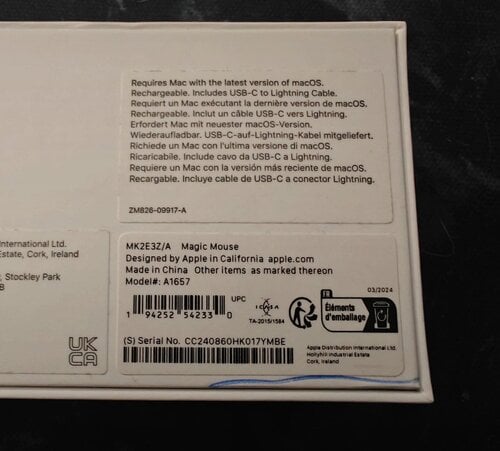 Requires Mac with the latest version of macOS.
Rechargeable. Includes USB-C to Lightning Cable.
Requiert un Mac exécutant la dernière version de macOS.
Rechargeable. Inclut un câble USB-C vers Lightning.
Erfordert Mac mit neuester macOS-Version.
Wiederaufladbar. USB-C-auf-Lightning-Kabel mitgeliefert.
Richiede un Mac con l'ultima versione di macOS.
Ricaricabile. Include cavo da USB-C a Lightning.
Requiere un Mac con la versión más reciente de macOS.
Recargable. Incluye cable de USB-C a conector Lightning.
ZM826-09917-A
International Ltd.
Estate, Cork, Ireland
, Stockley Park
UK
CA
MK2E3Z/A Magic Mouse
Designed by Apple in California apple.com
Made in China Other items as marked thereon
Model#: A1657
UPC
1 94252 54233 0
ICASA
TA-2015/1584
FR
Éléments
d'emballage
03/2024
(S) Serial No. CC240860HK017YMBE
Apple Distribution International Ltd.
Hollyhill Industrial Estate
Cork, Ireland